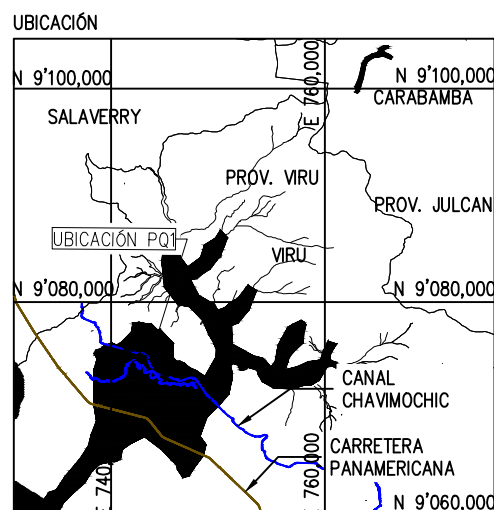 UBICACIÓN
E 760,000
N 9'100,000
N 9'100,000
CARABAMBA
SALAVERRY
PROV. VIRU
PROV. JULCAN
UBICACIÓN PQ1
VIRU
N 9'080,000
N 9'080,000
CANAL
CHAVIMOCHIC
CARRETERA
PANAMERICANA
E 740
E 760,000
N 9'060,000